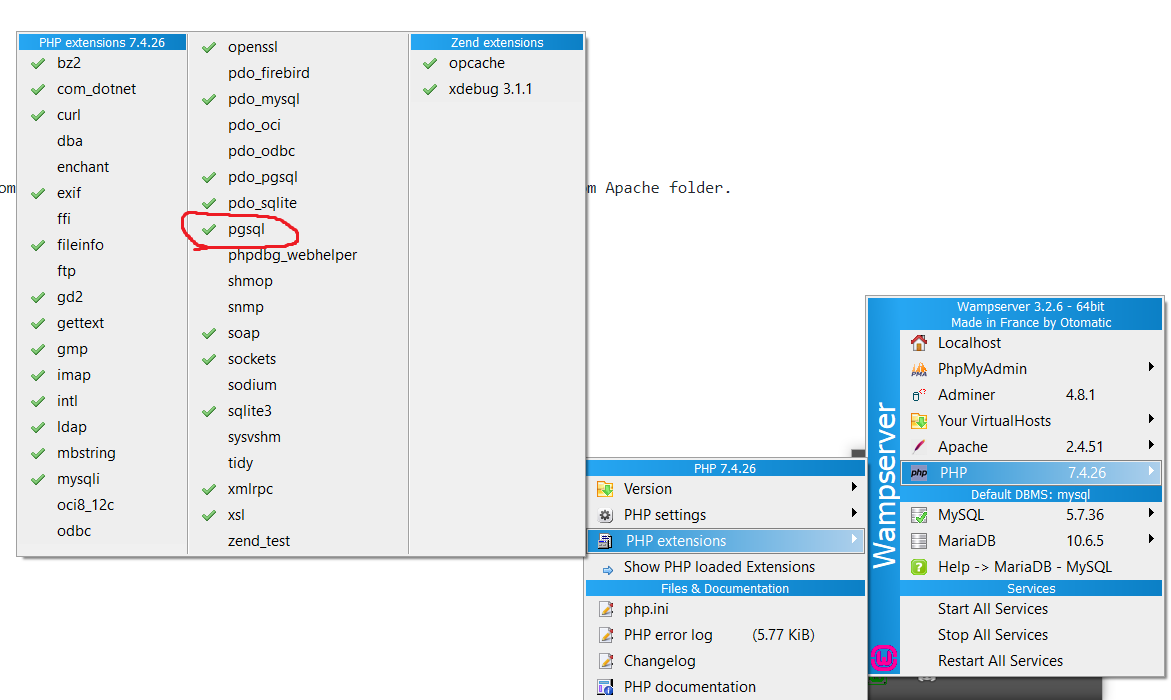 PHP extensions 7.4.26
bz2
com_dotnet
curl
dba
enchant
exif
ffi
fileinfo
ftp
gd2
gettext
gmp
imap
intl
ldap
mbstring
mysqli
oci8_12c
odbc
openssl
pdo_firebird
pdo_mysql
pdo_oci
pdo_odbc
pdo_pgsql
pdo_sqlite
pgsql
phpdbg_webhelper
shmop
snmp
soap
sockets
sodium
sqlite3
sysvshm
tidy
xmlrpc
xsl
zend_test
Zend extensions
opcache
xdebug 3.1.1
om
m Apache folder.
PHP 7.4.26
Version
PHP settings
PHP extensions
Show PHP loaded Extensions
Files & Documentation
php.ini
PHP error log (5.77 KiB)
Changelog
PHP documentation
Wampserver
Wampserver 3.2.6 - 64bit
Made in France by Otomatic
Localhost
PMA PhpMyAdmin
Adminer 4.8.1
Your VirtualHosts
Apache 2.4.51
php PHP 7.4.26
Default DBMS: mysql
MySQL 5.7.36
MariaDB 10.6.5
Help -> MariaDB - MySQL
Services
Start All Services
Stop All Services
Restart All Services